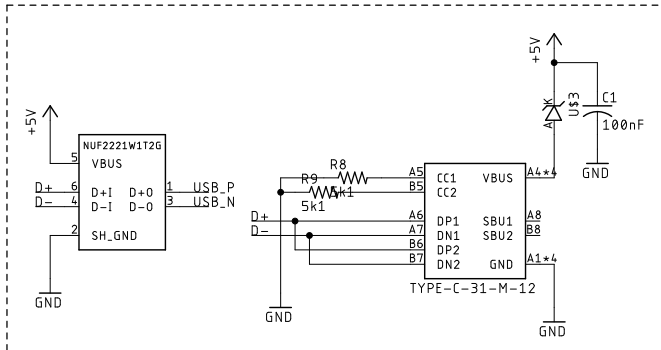 +5V
+5V
K
A
U$3
C1
100nF
GND
NUF2221W1T2G
5
VBUS
D+
6
D+I
D+O
1
USB_P
D-
4
D-I
D-O
3
USB_N
2
SH_GND
GND
R8
5k1
R9
5k1
A5
CC1
VBUS
A4*4
B5
CC2
D+
A6
DP1
SBU1
A8
D-
A7
DN1
SBU2
B8
B6
DP2
B7
DN2
GND
A1*4
TYPE-C-31-M-12
GND
GND